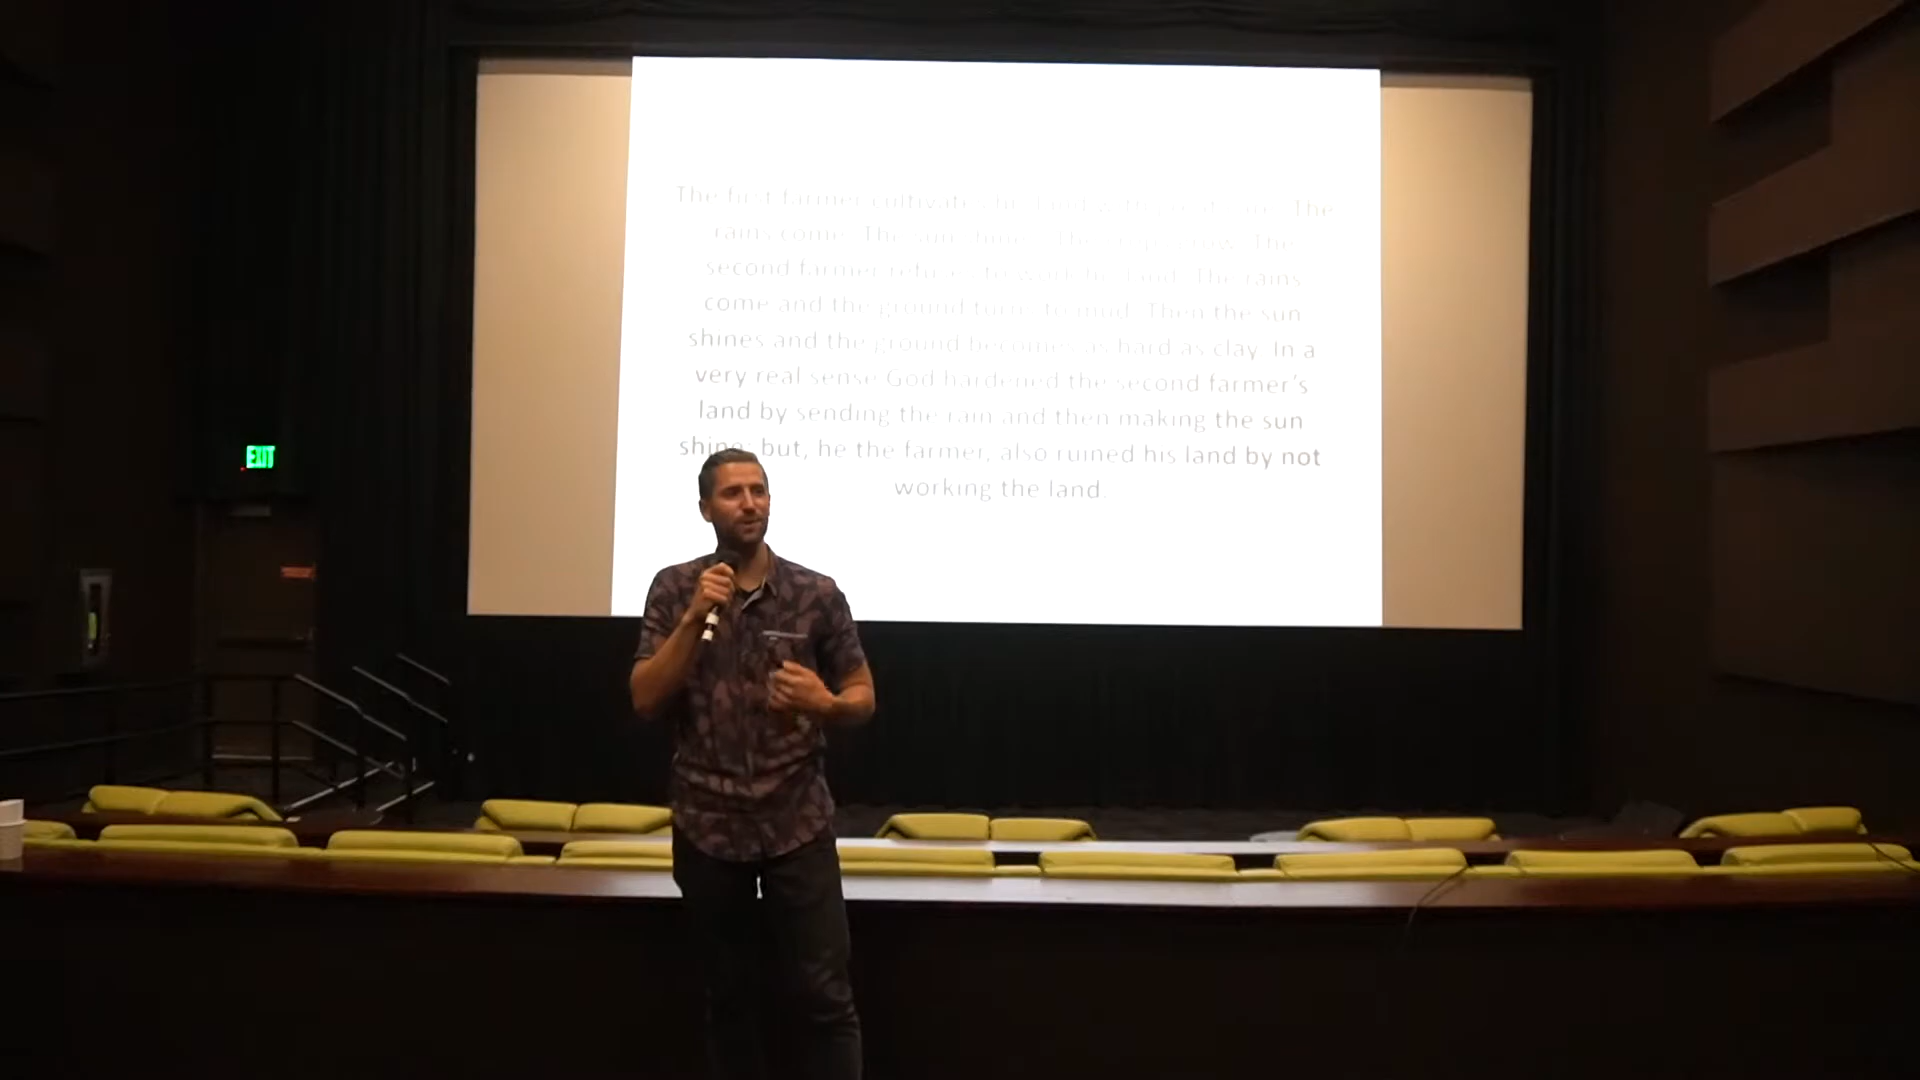 The first farmer cultivates his land with great care. The
rains come. The sun shines. The crops grow. The
second farmer refuses to work his land. The rains
come and the ground turns to mud. Then the sun
shines and the ground becomes as hard as clay. In a
very real sense God hardened the second farmer's
land by sending the rain and then making the sun
shine; but, he the farmer, also ruined his land by not
working the land.
EXIT